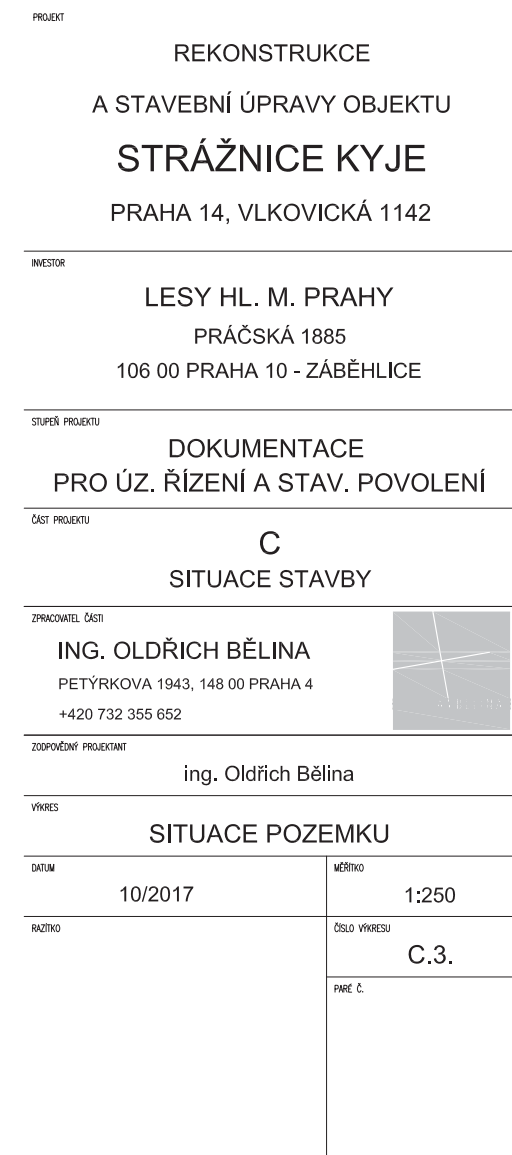 PROJEKT
REKONSTRUKCE
A STAVEBNÍ ÚPRAVY OBJEKTU
STRÁŽNICE KYJE
PRAHA 14, VLKOVICKÁ 1142
INVESTOR
LESY HL. M. PRAHY
PRÁČSKÁ 1885
106 00 PRAHA 10 - ZÁBĚHLICE
STUPEŇ PROJEKTU
DOKUMENTACE
PRO ÚZ. ŘÍZENÍ A STAV. POVOLENÍ
ČÁST PROJEKTU
C
SITUACE STAVBY
ZPRACOVATEL ČÁSTI
ING. OLDŘICH BĚLINA
PETÝRKOVA 1943, 148 00 PRAHA 4
+420 732 355 652
ZODPOVĚDNÝ PROJEKTANT
ing. Oldřich Bělina
VÝKRES
SITUACE POZEMKU
DATUM
10/2017
MĚŘÍTKO
1:250
RAZÍTKO
ČÍSLO VÝKRESU
C.3.
PARÉ Č.